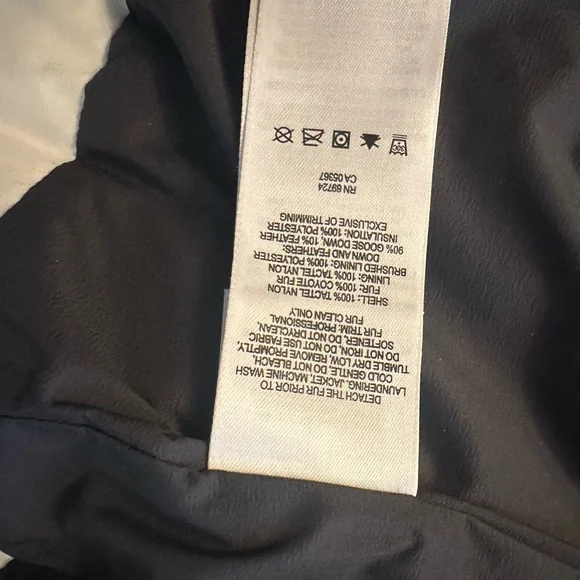 DETACH THE FUR PRIOR TO
LAUNDERING, JACKET, MACHINE WASH
COLD GENTLE, DO NOT BLEACH,
TUMBLE DRY LOW, REMOVE PROMPTLY,
DO NOT IRON, DO NOT USE FABRIC
SOFTENER, DO NOT DRYCLEAN,
FUR TRIM: PROFESSIONAL
FUR CLEAN ONLY
SHELL: 100% TACTEL NYLON
FUR: 100% COYOTE FUR
LINING: 100% TACTEL NYLON
BRUSHED LINING: 100% POLYESTER
DOWN AND FEATHERS:
90% GOOSE DOWN, 10% FEATHER
INSULATION: 100% POLYESTER
EXCLUSIVE OF TRIMMING
RN 69724
CA 05367
30C